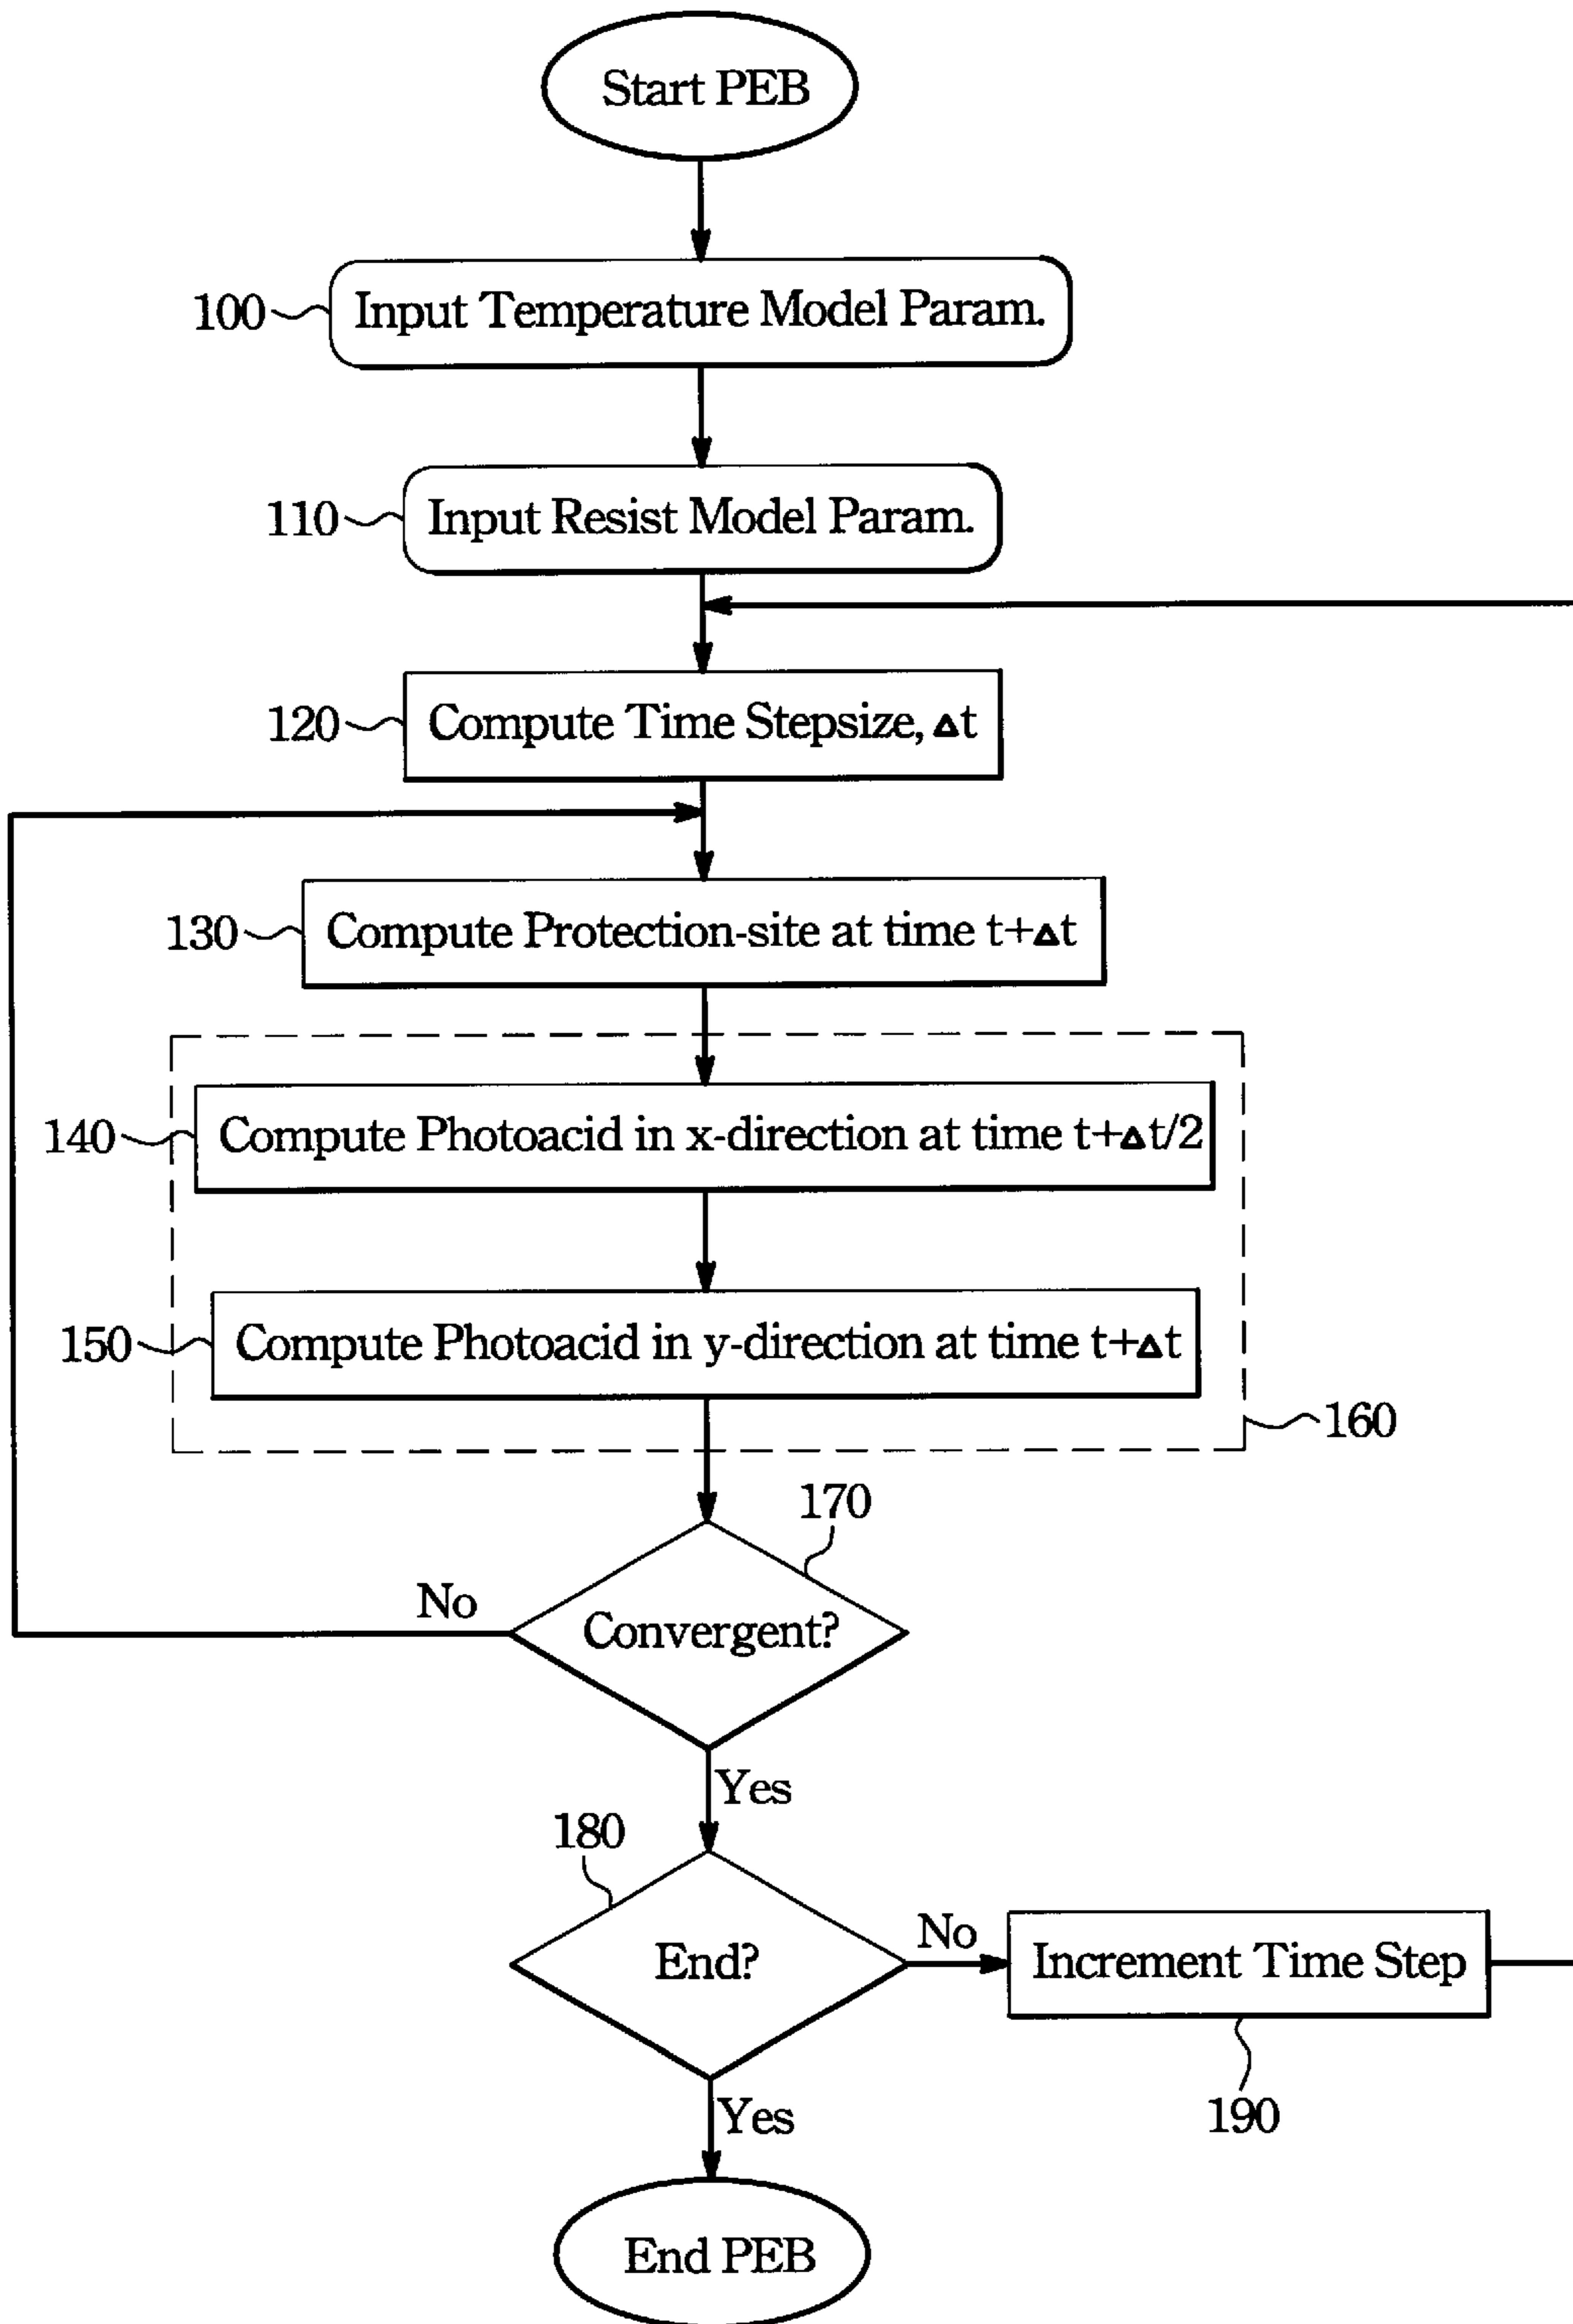 Start PEB
100
Input Temperature Model Param.
110
Input Resist Model Param.
120
Compute Time Stepsize, Δt
130
Compute Protection-site at time t+Δt
140
Compute Photoacid in x-direction at time t+Δt/2
150
Compute Photoacid in y-direction at time t+Δt
160
170
No
Convergent?
Yes
180
End?
No
Increment Time Step
190
Yes
End PEB